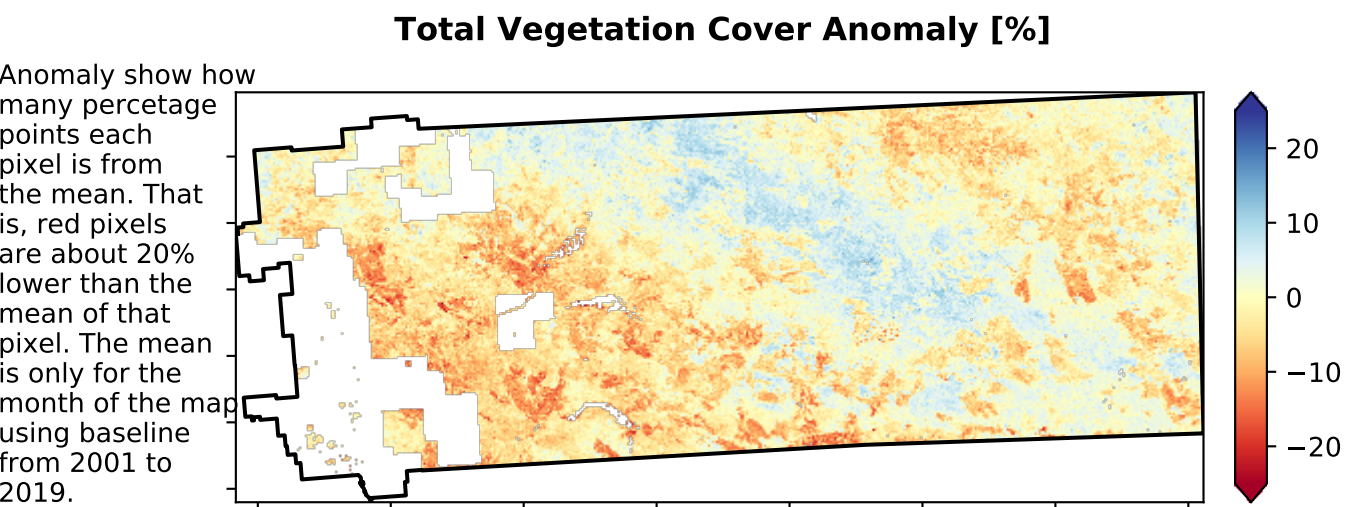 Total Vegetation Cover Anomaly [%]
Anomaly show how
many percetage
points each
pixel is from
the mean. That
is, red pixels
are about 20%
lower than the
mean of that
pixel. The mean
is only for the
month of the map
using baseline
from 2001 to
2019.
20
10
0
−10
−20